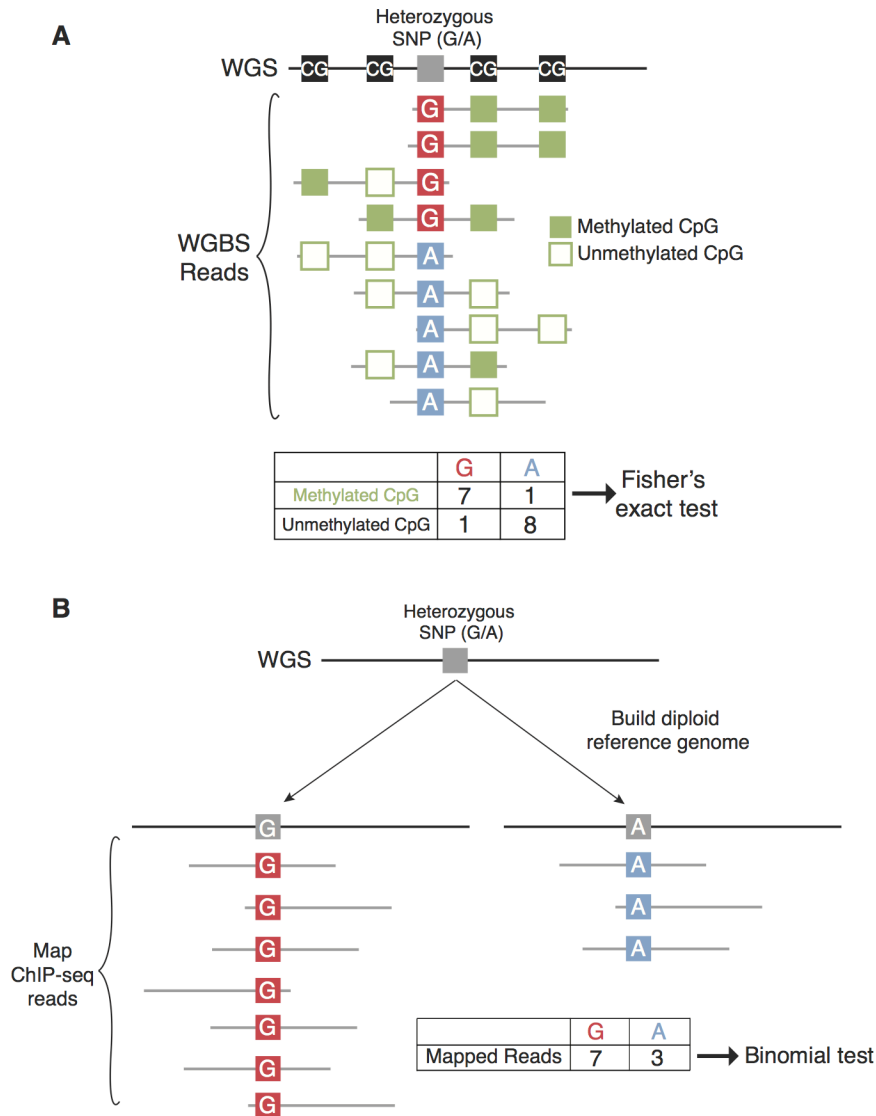 A
Heterozygous
SNP (G/A)
WGS
CG CG CG CG
G
G
G
G
A
A
A
A
A
WGBS
Reads
Methylated CpG
Unmethylated CpG
G A
Methylated CpG 7 1
Unmethylated CpG 1 8
Fisher's
exact test
B
Heterozygous
SNP (G/A)
WGS
Build diploid
reference genome
G A
G A
G A
G A
G
G
G
G
Map
ChIP-seq
reads
G A
Mapped Reads 7 3
Binomial test